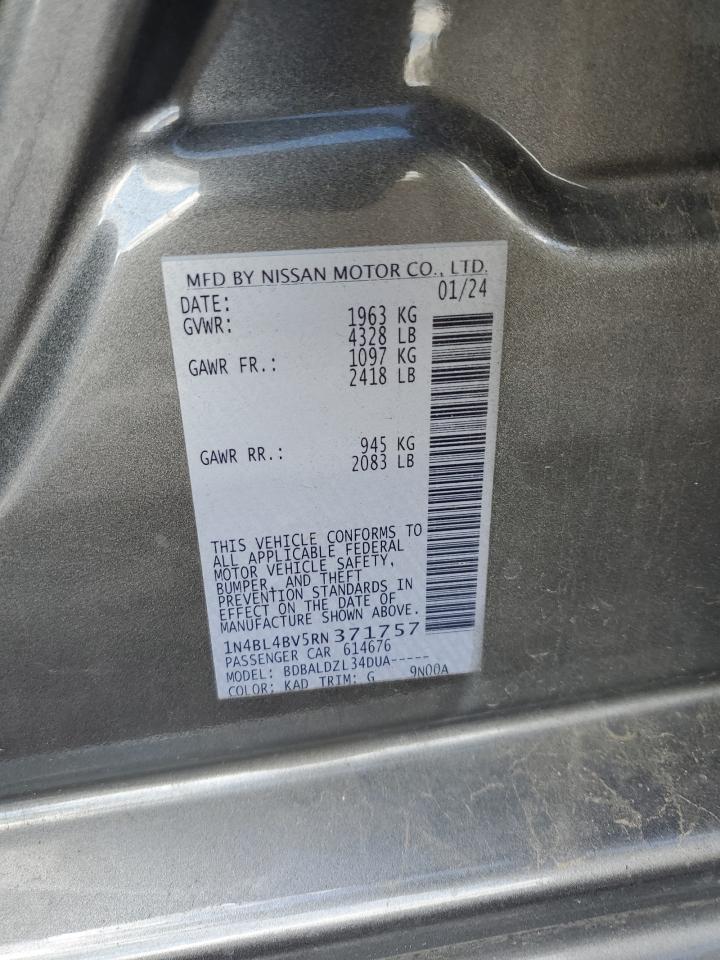 MFD BY NISSAN MOTOR CO., LTD.
DATE: 01/24
GVWR: 1963 KG
4328 LB
GAWR FR.: 1097 KG
2418 LB
GAWR RR.: 945 KG
2083 LB
THIS VEHICLE CONFORMS TO
ALL APPLICABLE FEDERAL
MOTOR VEHICLE SAFETY,
BUMPER, AND THEFT
PREVENTION STANDARDS IN
EFFECT ON THE DATE OF
MANUFACTURE SHOWN ABOVE.
1N4BL4BV5RN371757
PASSENGER CAR 614676
MODEL: BDBALDZL34DUA-----
COLOR: KAD TRIM: G 9N00A